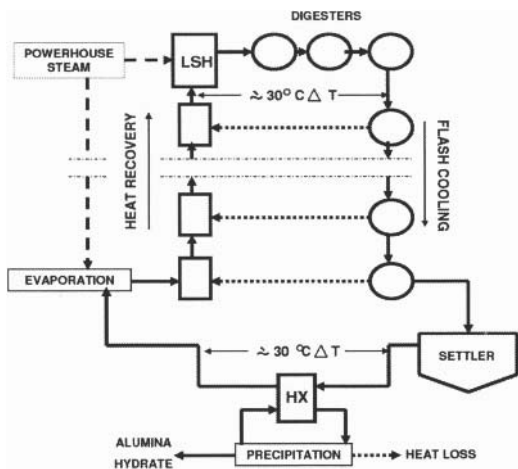 DIGESTERS
POWERHOUSE
STEAM
LSH
≈ 30° C Δ T
HEAT RECOVERY
FLASH COOLING
EVAPORATION
≈ 30 °C Δ T
SETTLER
HX
ALUMINA
HYDRATE
PRECIPITATION
HEAT LOSS